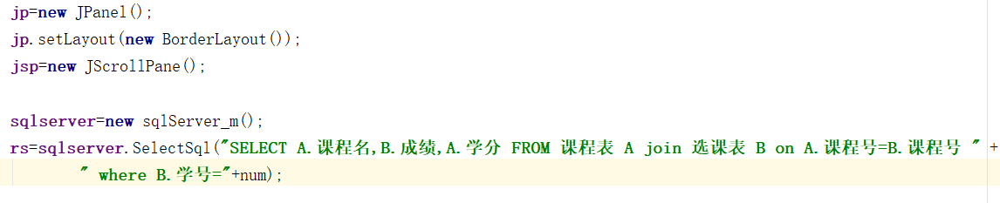 jp=new JPanel();
jp.setLayout(new BorderLayout());
jsp=new JScrollPane();
sqlserver=new sqlServer_m();
rs=sqlserver.SelectSql("SELECT A.课程名,B.成绩,A.学分 FROM 课程表 A join 选课表 B on A.课程号=B.课程号 " +
" where B.学号="+num);